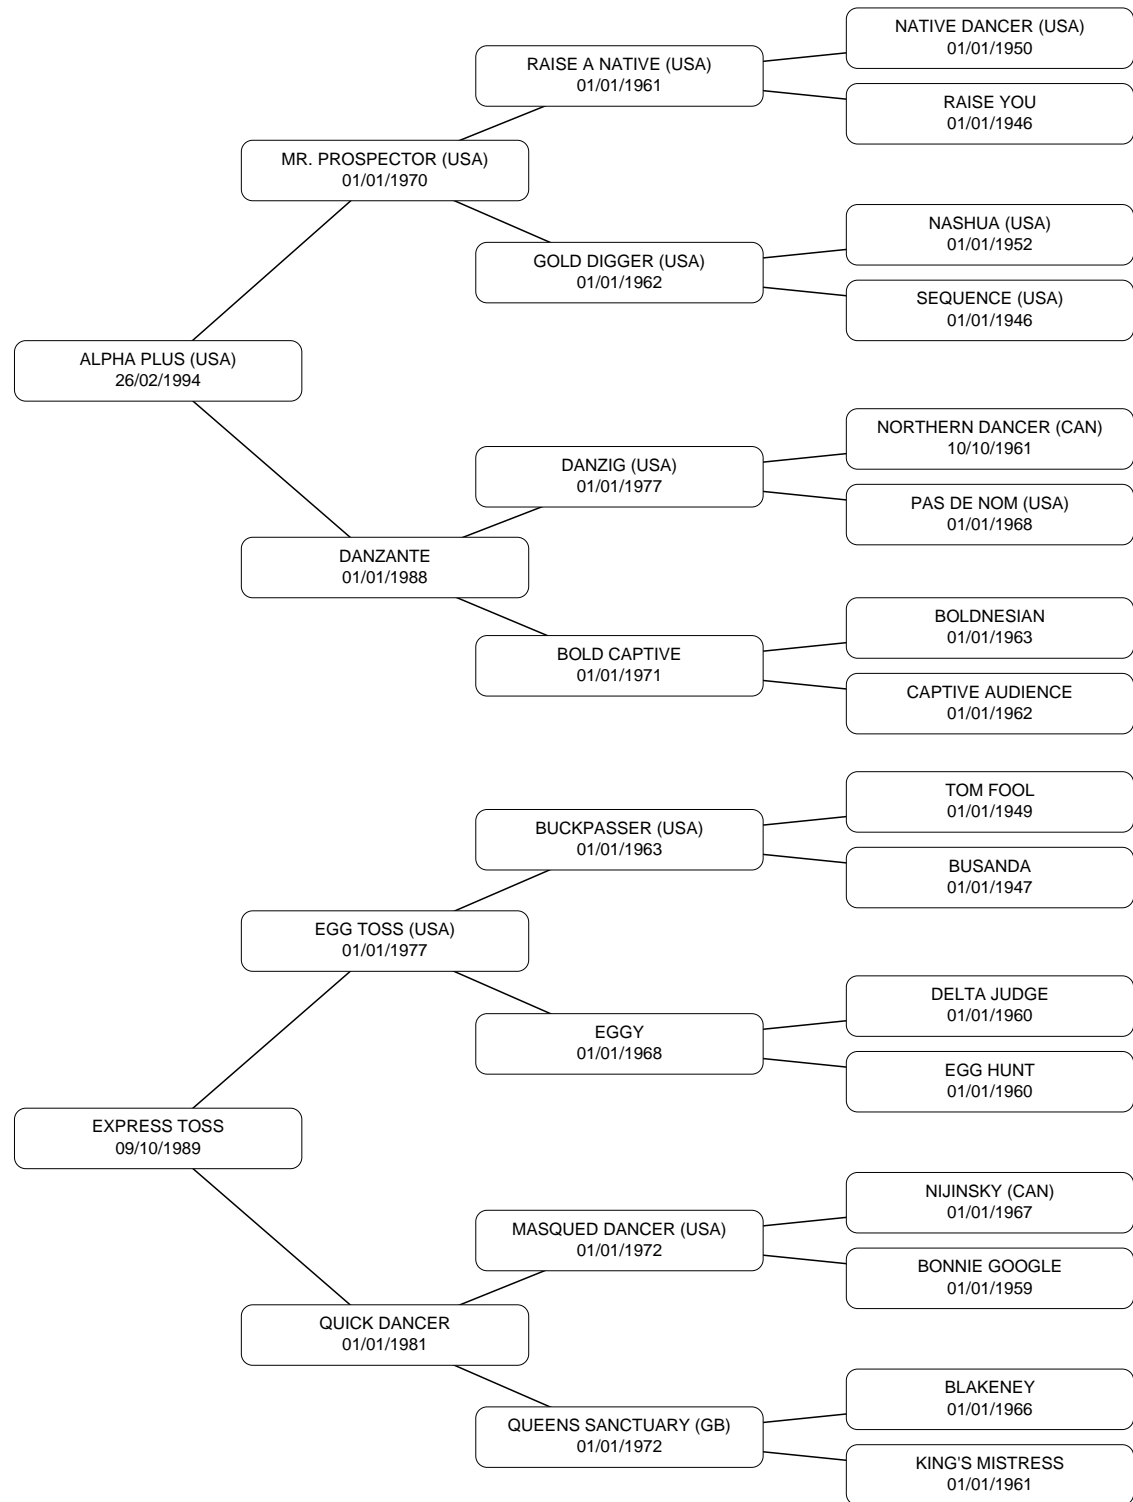 NATIVE DANCER (USA)
01/01/1950
RAISE A NATIVE (USA)
01/01/1961
RAISE YOU
01/01/1946
MR. PROSPECTOR (USA)
01/01/1970
NASHUA (USA)
01/01/1952
GOLD DIGGER (USA)
01/01/1962
SEQUENCE (USA)
01/01/1946
ALPHA PLUS (USA)
26/02/1994
NORTHERN DANCER (CAN)
10/10/1961
DANZIG (USA)
01/01/1977
PAS DE NOM (USA)
01/01/1968
DANZANTE
01/01/1988
BOLDNESIAN
01/01/1963
BOLD CAPTIVE
01/01/1971
CAPTIVE AUDIENCE
01/01/1962
TOM FOOL
01/01/1949
BUCKPASSER (USA)
01/01/1963
BUSANDA
01/01/1947
EGG TOSS (USA)
01/01/1977
DELTA JUDGE
01/01/1960
EGGY
01/01/1968
EGG HUNT
01/01/1960
EXPRESS TOSS
09/10/1989
NIJINSKY (CAN)
01/01/1967
MASQUED DANCER (USA)
01/01/1972
BONNIE GOOGLE
01/01/1959
QUICK DANCER
01/01/1981
BLAKENEY
01/01/1966
QUEENS SANCTUARY (GB)
01/01/1972
KING'S MISTRESS
01/01/1961